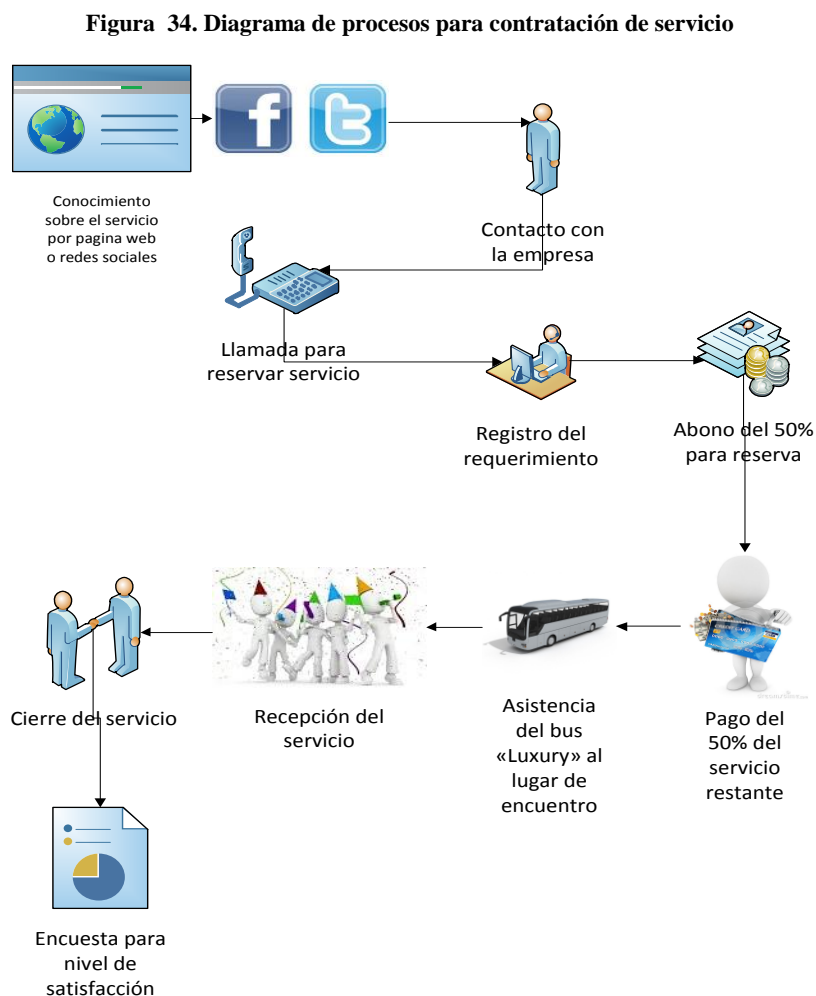 Figura 34. Diagrama de procesos para contratación de servicio
Conocimiento
sobre el servicio
por pagina web
o redes sociales
Contacto con
la empresa
Llamada para
reservar servicio
Registro del
requerimiento
Abono del 50%
para reserva
Cierre del servicio
Recepción del
servicio
Asistencia
del bus
«Luxury» al
lugar de
encuentro
Pago del
50% del
servicio
restante
Encuesta para
nivel de
satisfacción